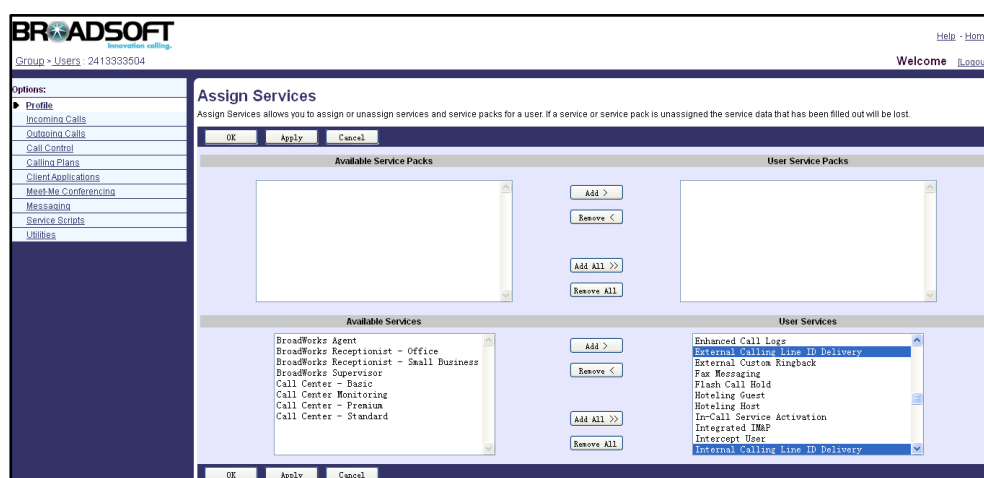 BROADSOFT
Innovation calling.
Help - Hom
Group > Users : 2413333504
Welcome [Logou
Options:
Profile
Incoming Calls
Outgoing Calls
Call Control
Calling Plans
Client Applications
Meet-Me Conferencing
Messaging
Service Scripts
Utilities
Assign Services
Assign Services allows you to assign or unassign services and service packs for a user. If a service or service pack is unassigned the service data that has been filled out will be lost.
OK Apply Cancel
Available Service Packs User Service Packs
Add >
Remove <
Add All >>
Remove All
Available Services User Services
BroadWorks Agent
BroadWorks Receptionist - Office
BroadWorks Receptionist - Small Business
BroadWorks Supervisor
Call Center - Basic
Call Center Monitoring
Call Center - Premium
Call Center - Standard
Add >
Remove <
Add All >>
Remove All
Enhanced Call Logs
External Calling Line ID Delivery
External Custom Ringback
Fax Messaging
Flash Call Hold
Hoteling Guest
Hoteling Host
In-Call Service Activation
Integrated IM&P
Intercept User
Internal Calling Line ID Delivery
OK Apply Cancel